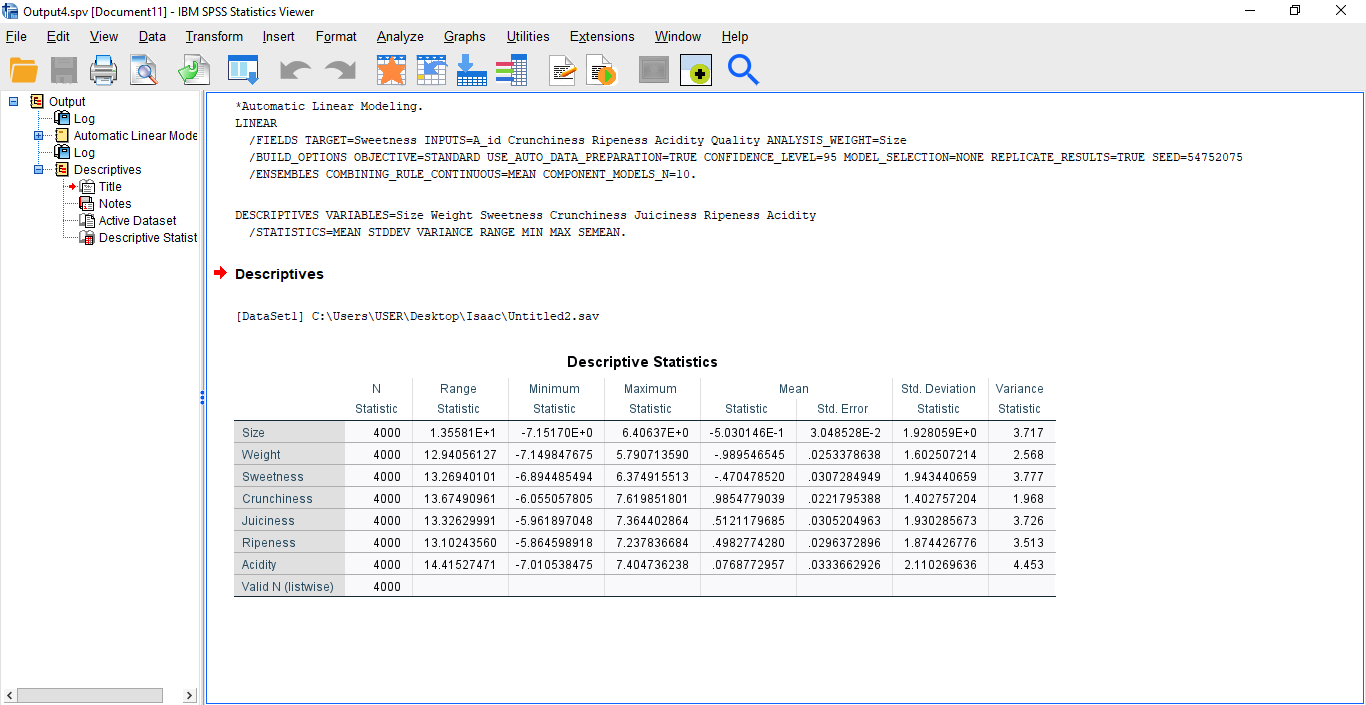 Output4.spv [Document11] - IBM SPSS Statistics Viewer
File Edit View Data Transform Insert Format Analyze Graphs Utilities Extensions Window Help
Output
Log
Automatic Linear Mode
Log
Descriptives
Title
Notes
Active Dataset
Descriptive Statist
*Automatic Linear Modeling.
LINEAR
/FIELDS TARGET=Sweetness INPUTS=A_id Crunchiness Ripeness Acidity Quality ANALYSIS_WEIGHT=Size
/BUILD_OPTIONS OBJECTIVE=STANDARD USE_AUTO_DATA_PREPARATION=TRUE CONFIDENCE_LEVEL=95 MODEL_SELECTION=NONE REPLICATE_RESULTS=TRUE SEED=54752075
/ENSEMBLES COMBINING_RULE_CONTINUOUS=MEAN COMPONENT_MODELS_N=10.
DESCRIPTIVES VARIABLES=Size Weight Sweetness Crunchiness Juiciness Ripeness Acidity
/STATISTICS=MEAN STDDEV VARIANCE RANGE MIN MAX SEMEAN.
Descriptives
[DataSet1] C:\Users\USER\Desktop\Isaac\Untitled2.sav
Descriptive Statistics
N Range Minimum Maximum Mean Std. Deviation Variance
Statistic Statistic Statistic Statistic Statistic Std. Error Statistic Statistic
Size 4000 1.35581E+1 -7.15170E+0 6.40637E+0 -5.030146E-1 3.048528E-2 1.928059E+0 3.717
Weight 4000 12.94056127 -7.149847675 5.790713590 -.989546545 .0253378638 1.602507214 2.568
Sweetness 4000 13.26940101 -6.894485494 6.374915513 -.470478520 .0307284949 1.943440659 3.777
Crunchiness 4000 13.67490961 -6.055057805 7.619851801 .9854779039 .0221795388 1.402757204 1.968
Juiciness 4000 13.32629991 -5.961897048 7.364402864 .5121179685 .0305204963 1.930285673 3.726
Ripeness 4000 13.10243560 -5.864598918 7.237836684 .4982774280 .0296372896 1.874426776 3.513
Acidity 4000 14.41527471 -7.010538475 7.404736238 .0768772957 .0333662926 2.110269636 4.453
Valid N (listwise) 4000